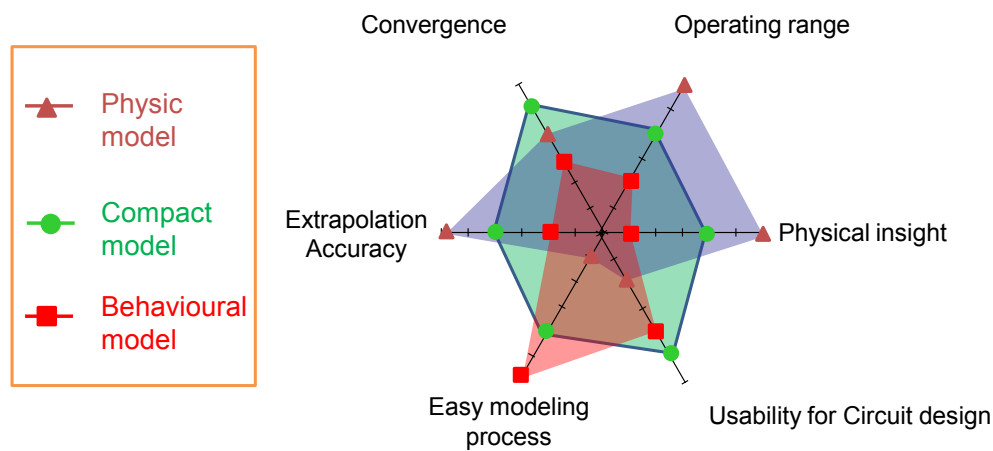 Convergence
Operating range
Physic
model
Compact
model
Behavioural
model
Extrapolation
Accuracy
Physical insight
Easy modeling
process
Usability for Circuit design